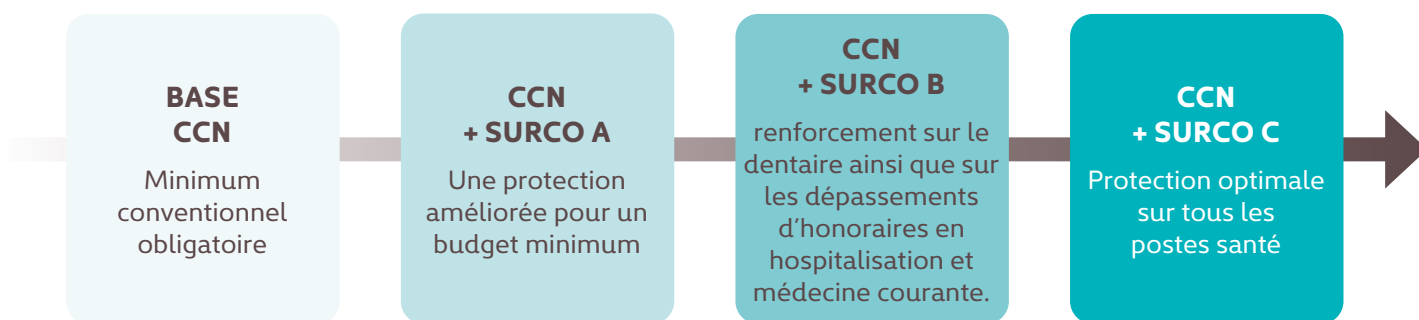 BASE
CCN
Minimum
conventionnel
obligatoire
CCN
+ SURCO A
Une protection
améliorée pour un
budget minimum
CCN
+ SURCO B
renforcement sur le
dentaire ainsi que sur
les dépassements
d’honoraires en
hospitalisation et
médecine courante.
CCN
+ SURCO C
Protection optimale
sur tous les
postes santé